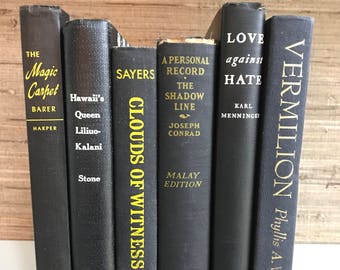 THE
Magic
Carpet
BARER
HARPER
Hawaii's
Queen
Liliuo-
Kalani
Stone
SAYERS
CLOUDS OF WITNESS
A PERSONAL
RECORD
THE
SHADOW
LINE
JOSEPH
CONRAD
MALAY
EDITION
LOVE
against
HATE
KARL
MENNINGER
VERMILION
Phyllis A.